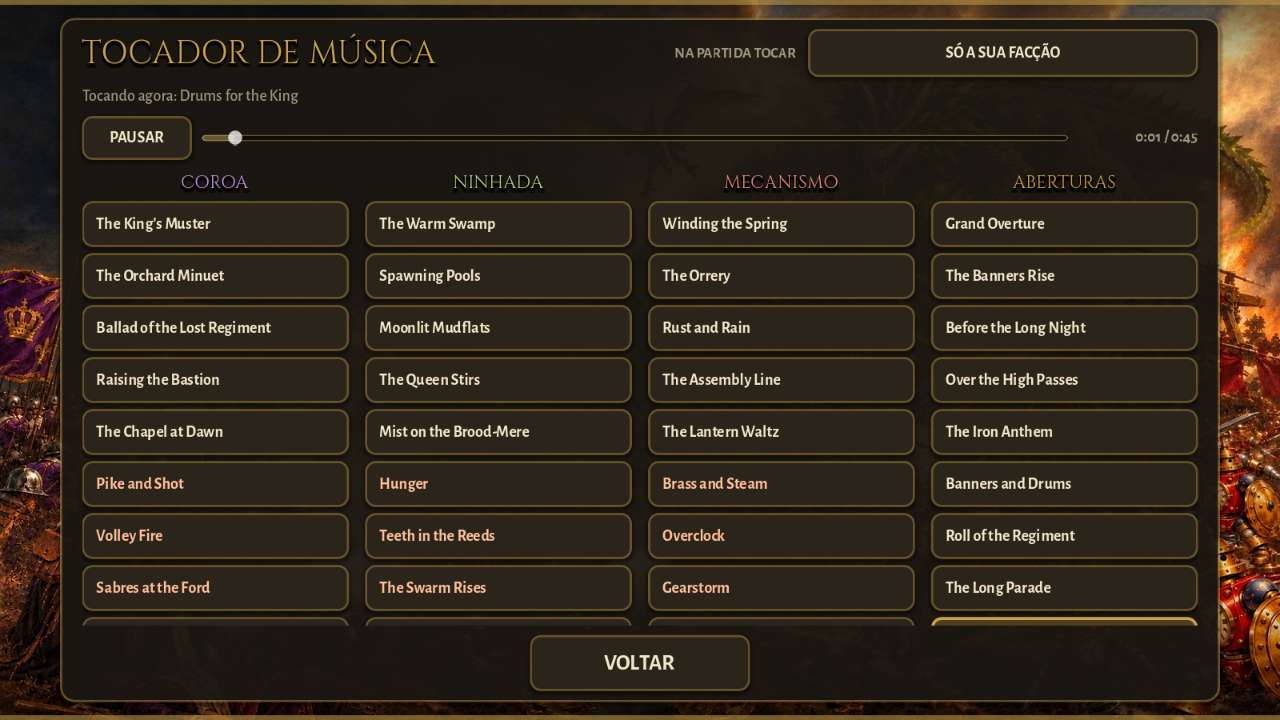 TOCADOR DE MÚSICA
NA PARTIDA TOCAR
SÓ A SUA FACÇÃO
Tocando agora: Drums for the King
PAUSAR
0:01 / 0:45
COROA
NINHADA
MECANISMO
ABERTURAS
The King's Muster
The Warm Swamp
Winding the Spring
Grand Overture
The Orchard Minuet
Spawning Pools
The Orrery
The Banners Rise
Ballad of the Lost Regiment
Moonlit Mudflats
Rust and Rain
Before the Long Night
Raising the Bastion
The Queen Stirs
The Assembly Line
Over the High Passes
The Chapel at Dawn
Mist on the Brood-Mere
The Lantern Waltz
The Iron Anthem
Pike and Shot
Hunger
Brass and Steam
Banners and Drums
Volley Fire
Teeth in the Reeds
Overclock
Roll of the Regiment
Sabres at the Ford
The Swarm Rises
Gearstorm
The Long Parade
VOLTAR